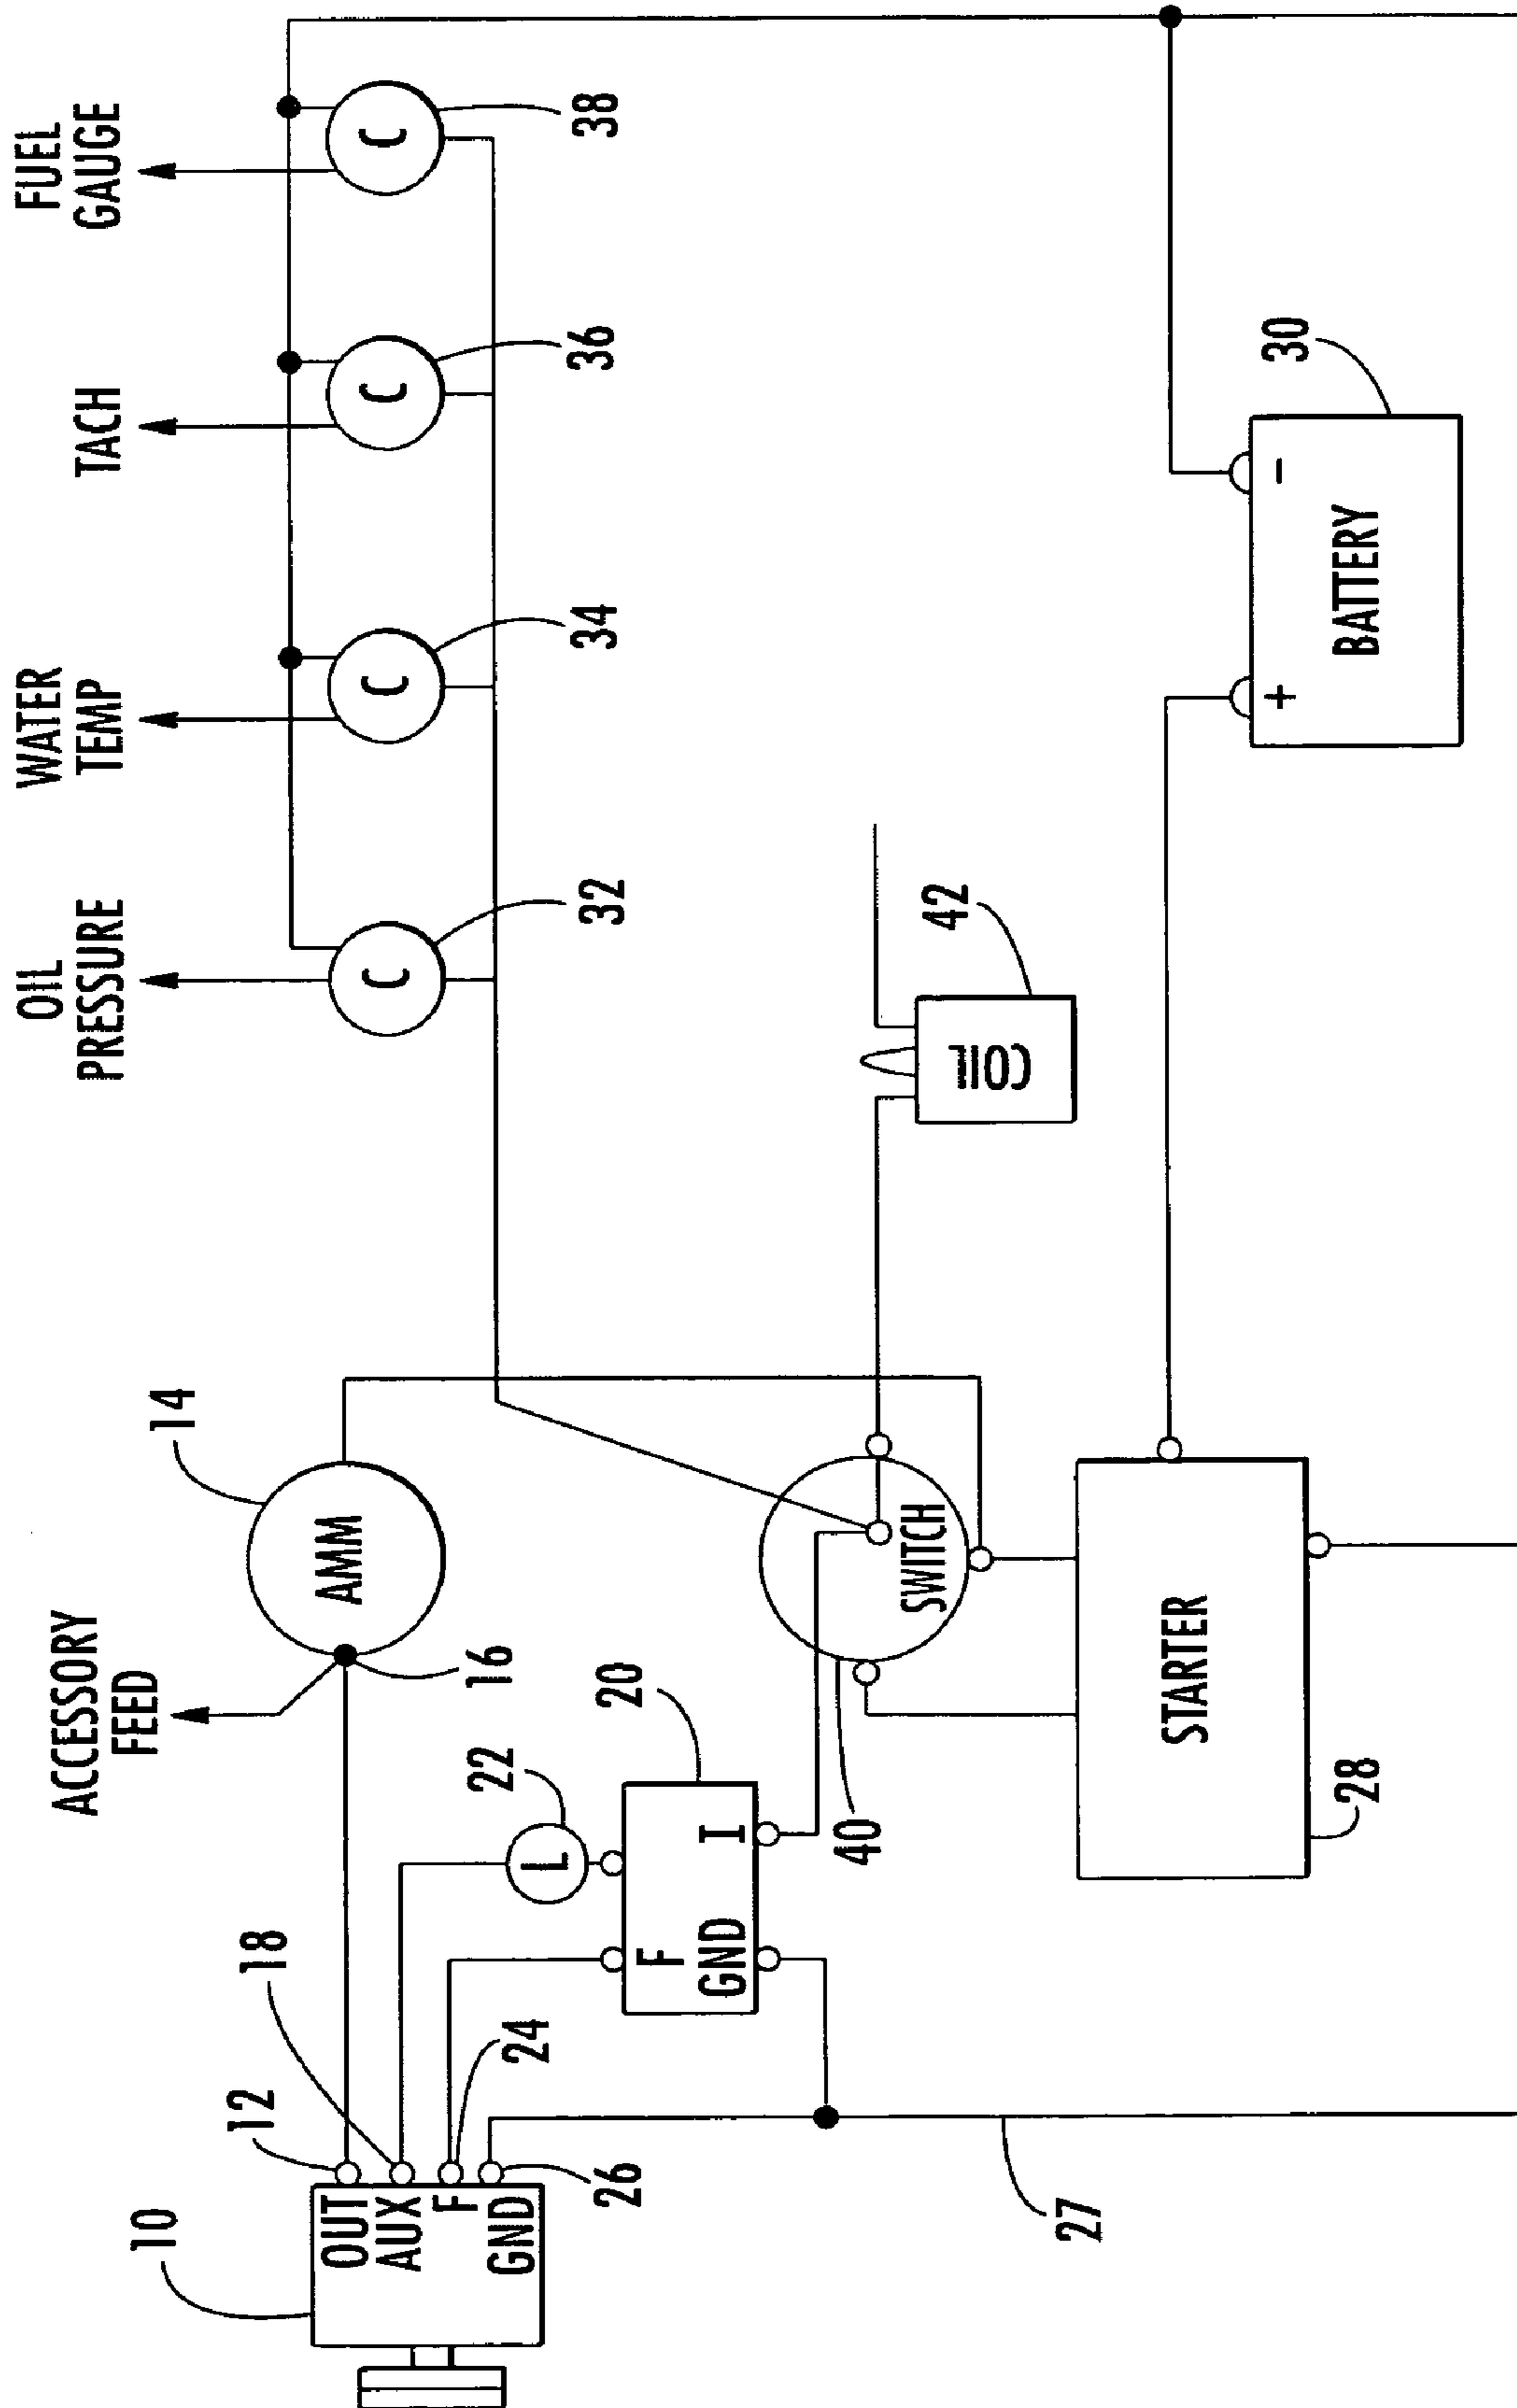 FUEL
GAUGE
TACH
WATER
TEMP
OIL
PRESSURE
ACCESSORY
FEED
C
38
C
36
C
34
C
32
14
AMM
16
18
12
10
OUT
AUX
F
GND
24
26
27
22
L
20
F
I
GND
40
SWITCH
42
COIL
STARTER
28
30
+
-
BATTERY